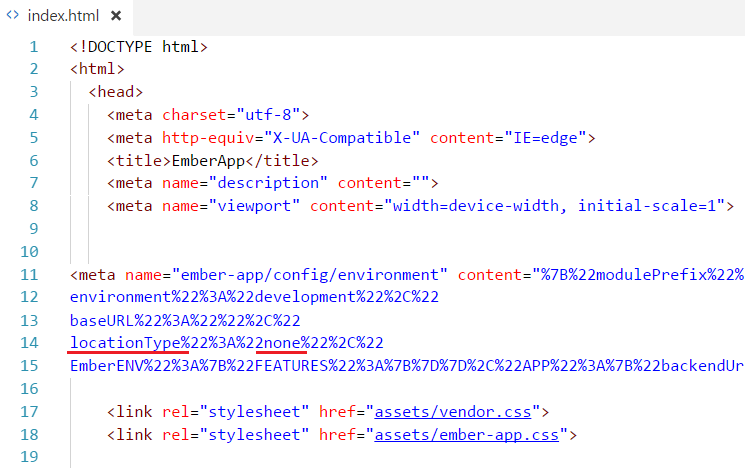 <> index.html ×
1 <!DOCTYPE html>
2 <html>
3 <head>
4 <meta charset="utf-8">
5 <meta http-equiv="X-UA-Compatible" content="IE=edge">
6 <title>EmberApp</title>
7 <meta name="description" content="">
8 <meta name="viewport" content="width=device-width, initial-scale=1">
9
10
11 <meta name="ember-app/config/environment" content="%7B%22modulePrefix%22%
12 environment%22%3A%22development%22%2C%22
13 baseURL%22%3A%22%22%2C%22
14 locationType%22%3A%22none%22%2C%22
15 EmberENV%22%3A%7B%22FEATURES%22%3A%7B%7D%7D%2C%22APP%22%3A%7B%22backendUr
16
17 <link rel="stylesheet" href="assets/vendor.css">
18 <link rel="stylesheet" href="assets/ember-app.css">
19